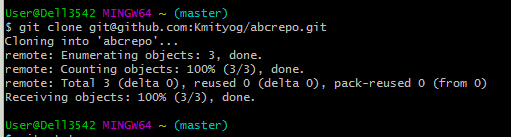 User@Dell3542 MINGW64 ~ (master)
$ git clone git@github.com:Kmityog/abcrepo.git
Cloning into 'abcrepo'...
remote: Enumerating objects: 3, done.
remote: Counting objects: 100% (3/3), done.
remote: Total 3 (delta 0), reused 0 (delta 0), pack-reused 0 (from 0)
Receiving objects: 100% (3/3), done.
User@Dell3542 MINGW64 ~ (master)